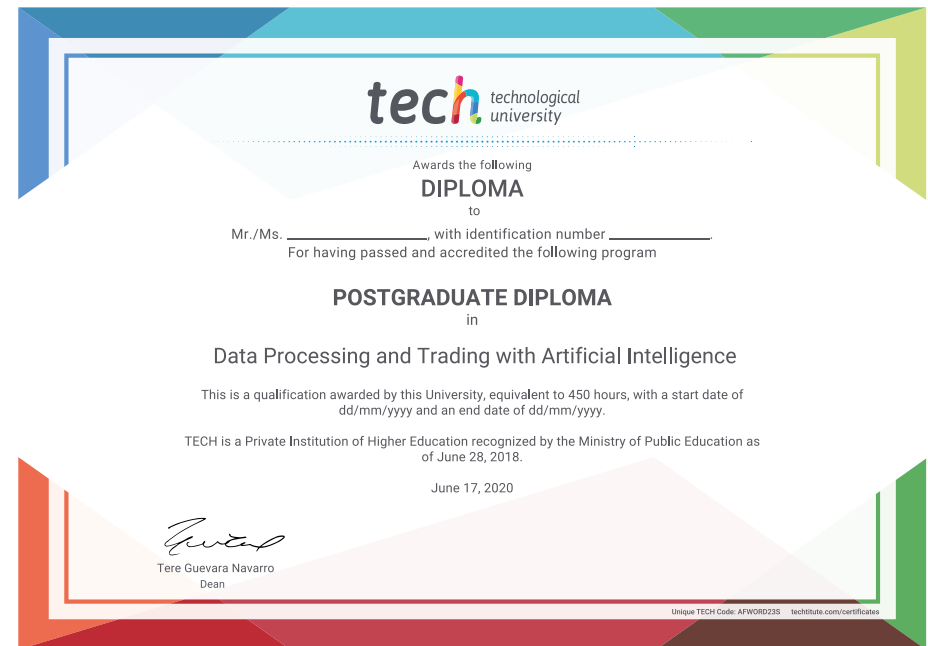 tech technological
university
Awards the following
DIPLOMA
to
Mr./Ms. ____________________, with identification number ______________.
For having passed and accredited the following program
POSTGRADUATE DIPLOMA
in
Data Processing and Trading with Artificial Intelligence
This is a qualification awarded by this University, equivalent to 450 hours, with a start date of
dd/mm/yyyy and an end date of dd/mm/yyyy.
TECH is a Private Institution of Higher Education recognized by the Ministry of Public Education as
of June 28, 2018.
June 17, 2020
Tere Guevara Navarro
Dean
Unique TECH Code: AFWORD23S techtitute.com/certificates